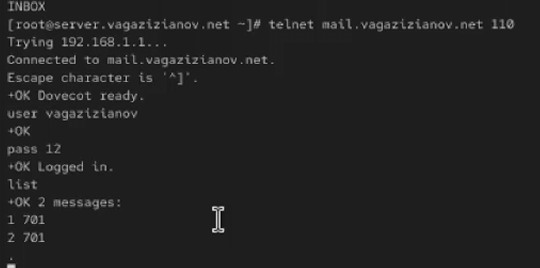 INBOX
[root@server.vagazizianov.net ~]# telnet mail.vagazizianov.net 110
Trying 192.168.1.1...
Connected to mail.vagazizianov.net.
Escape character is '^]'.
+OK Dovecot ready.
user vagazizianov
+OK
pass 12
+OK Logged in.
list
+OK 2 messages:
1 701
2 701
.